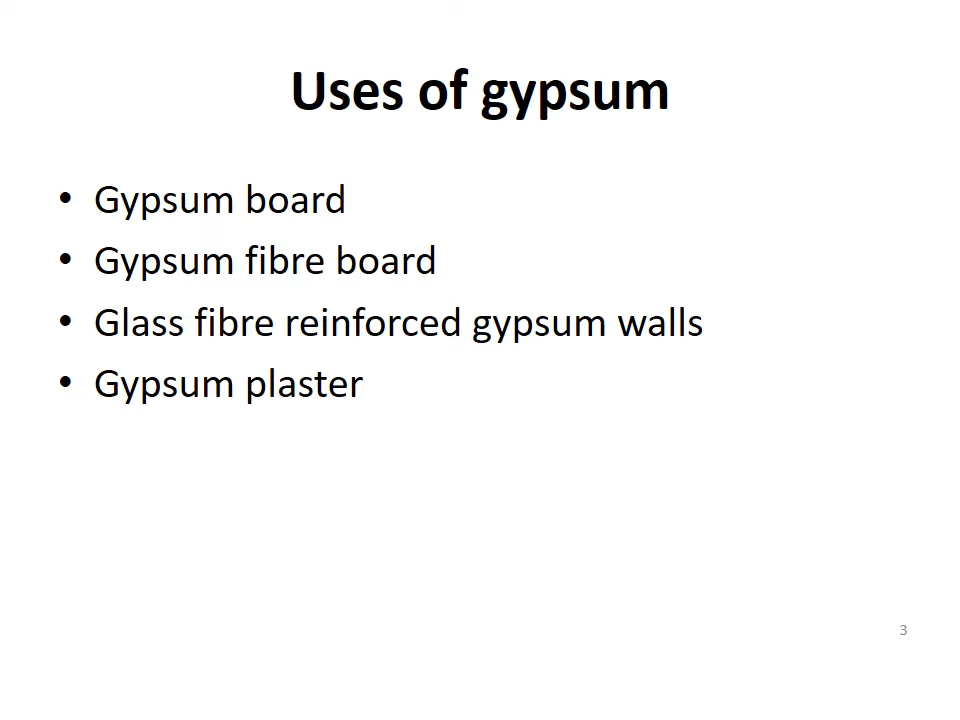 Uses of gypsum
• Gypsum board
• Gypsum fibre board
• Glass fibre reinforced gypsum walls
• Gypsum plaster
3